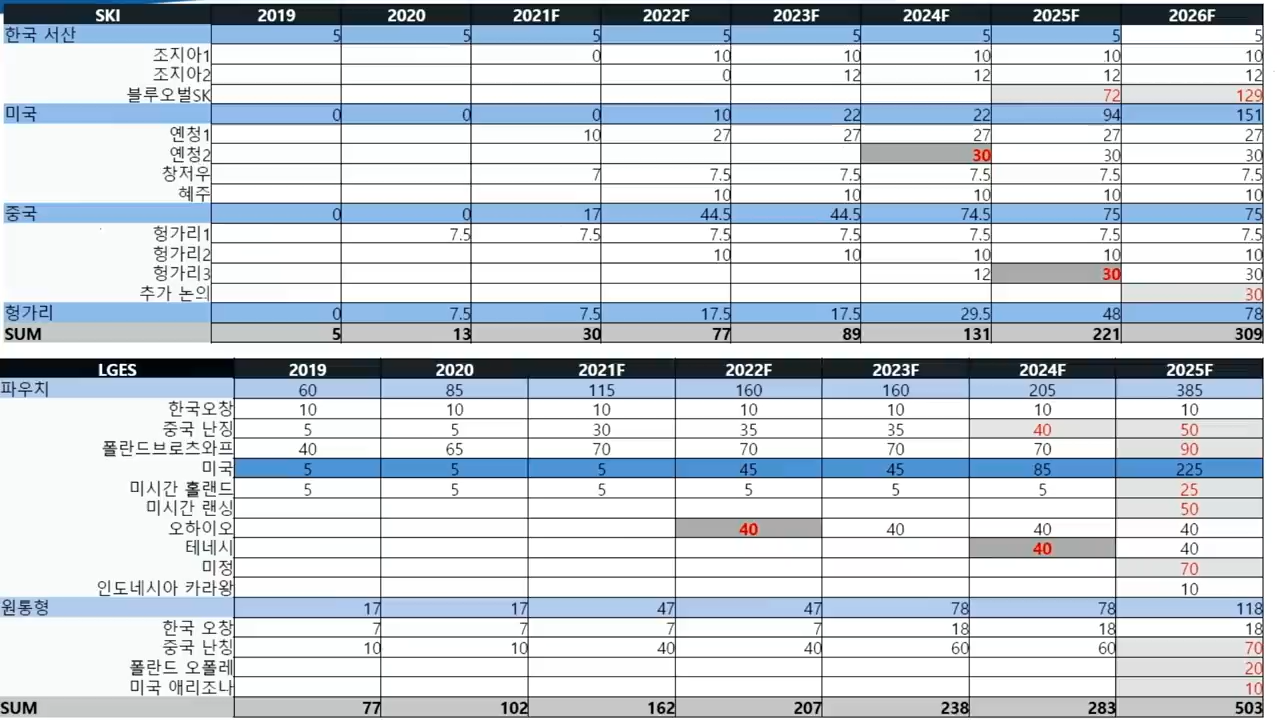 SKI 2019 2020 2021F 2022F 2023F 2024F 2025F 2026F
한국 서산 5 5 5 5 5 5 5 5
조지아1 0 10 10 10 10 10
조지아2 0 12 12 12 12
블루오벌SK 72 129
미국 0 0 0 10 22 22 94 151
옌청1 10 27 27 27 27 27
옌청2 30 30 30
창저우 7 7.5 7.5 7.5 7.5 7.5
혜주 10 10 10 10 10
중국 0 0 17 44.5 44.5 74.5 75 75
헝가리1 7.5 7.5 7.5 7.5 7.5 7.5 7.5
헝가리2 10 10 10 10 10
헝가리3 12 30 30
추가 논의 30
헝가리 0 7.5 7.5 17.5 17.5 29.5 48 78
SUM 5 13 30 77 89 131 221 309
LGES 2019 2020 2021F 2022F 2023F 2024F 2025F
파우치 60 85 115 160 160 205 385
한국오창 10 10 10 10 10 10 10
중국 난징 5 5 30 35 35 40 50
폴란드브로츠와프 40 65 70 70 70 70 90
미국 5 5 5 45 45 85 225
미시간 홀랜드 5 5 5 5 5 5 25
미시간 랜싱 50
오하이오 40 40 40 40
테네시 40 40
미정 70
인도네시아 카라왕 10
원통형 17 17 47 47 78 78 118
한국 오창 7 7 7 7 18 18 18
중국 난칭 10 10 40 40 60 60 70
폴란드 오폴레 20
미국 애리조나 10
SUM 77 102 162 207 238 283 503